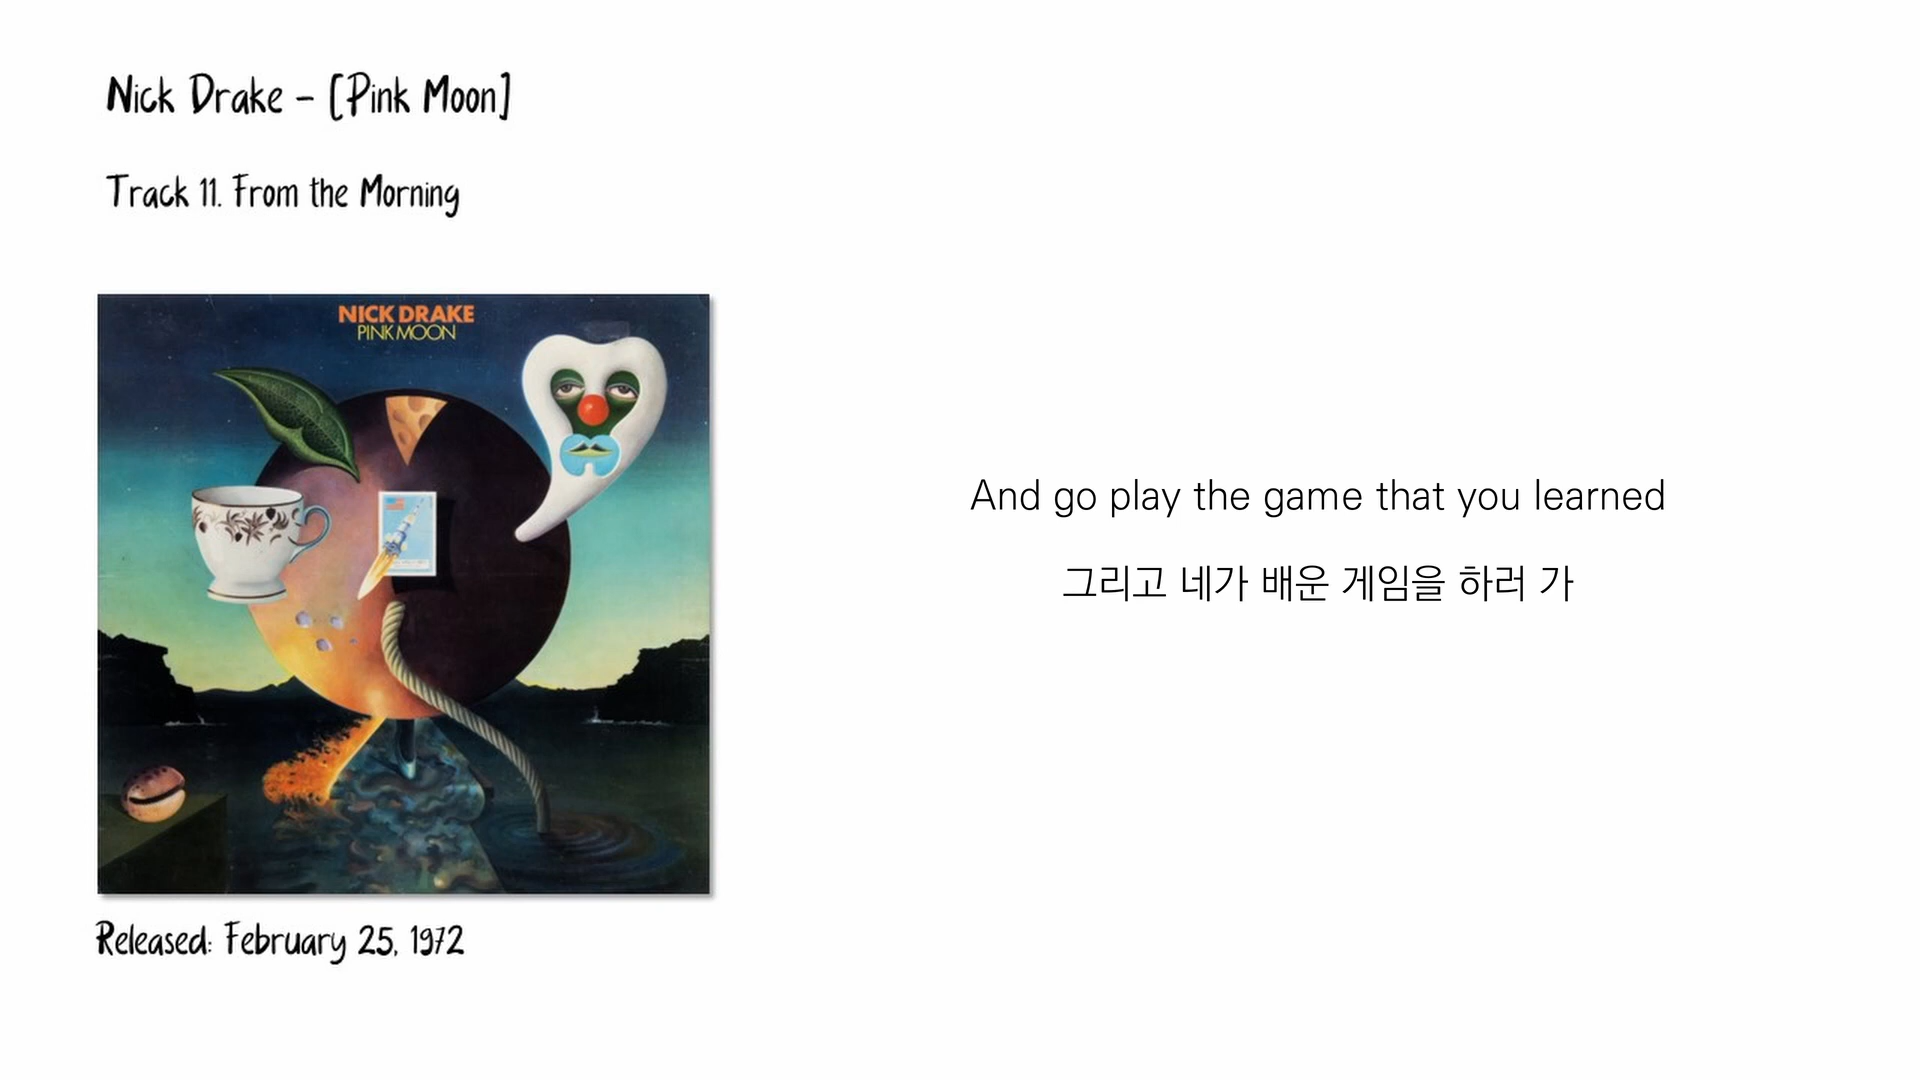 Nick Drake - [Pink Moon]
Track 11. From the Morning
NICK DRAKE
PINK MOON
And go play the game that you learned
그리고 네가 배운 게임을 하러 가
Released: February 25, 1972